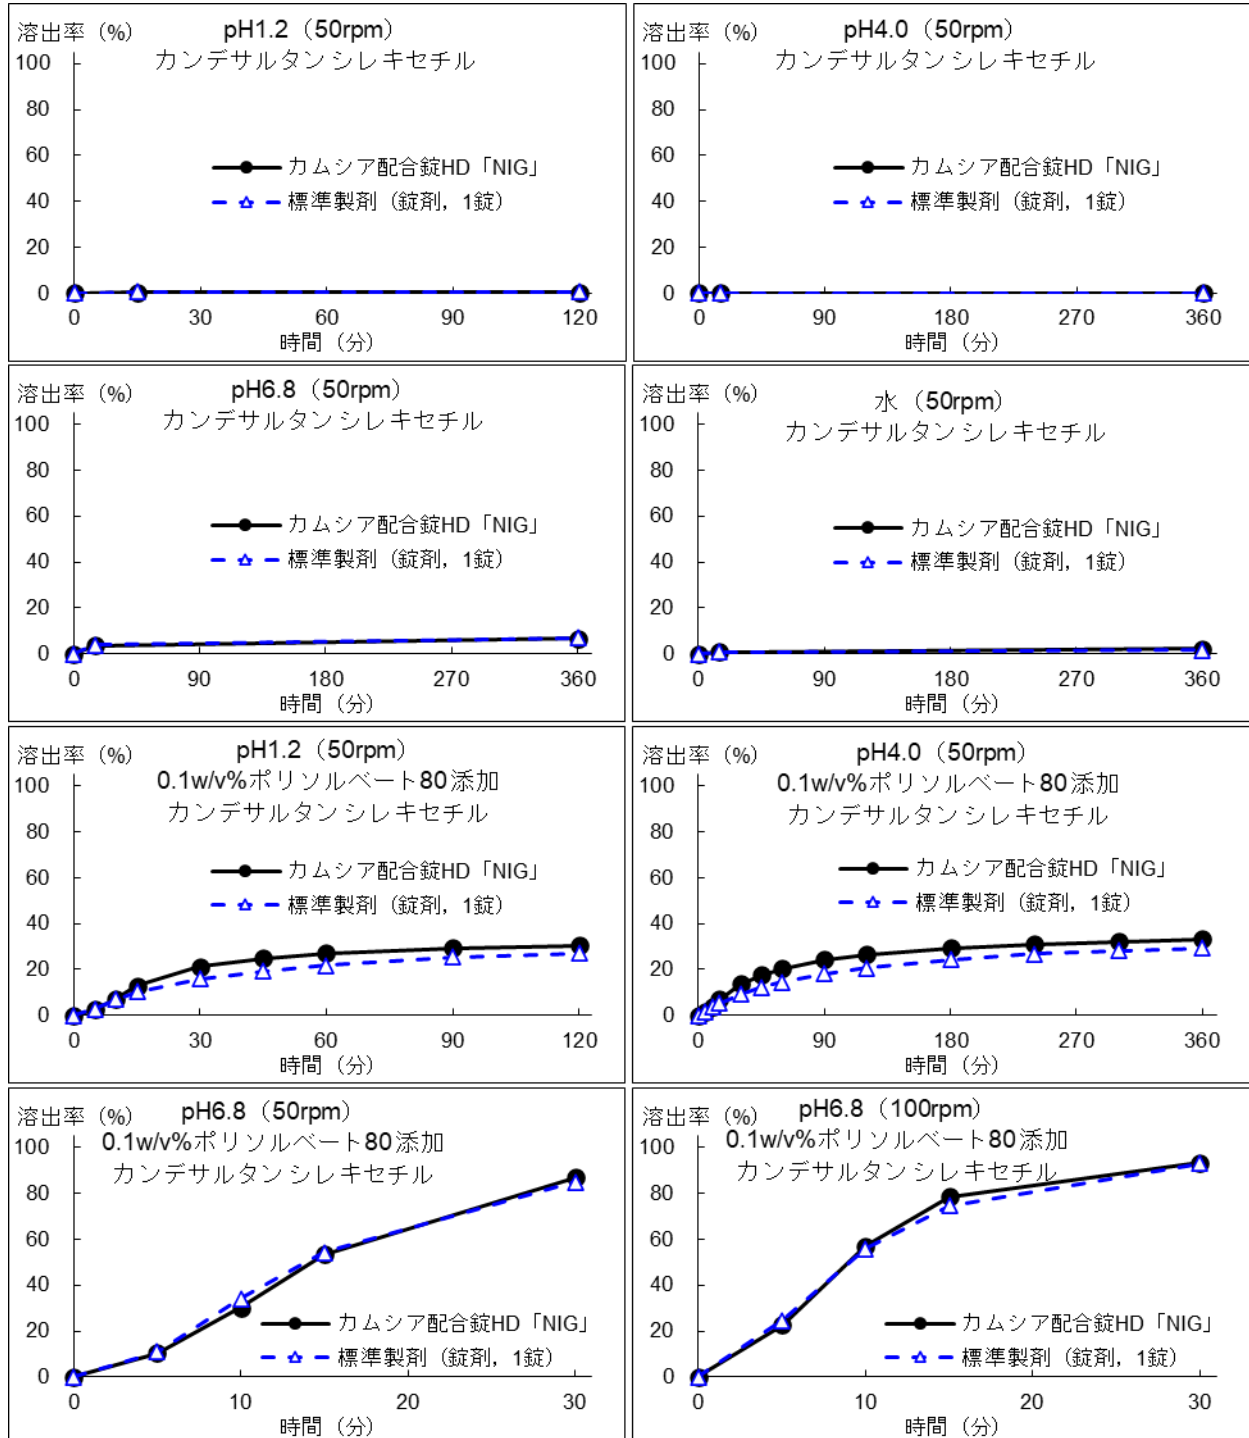 溶出率 (%)
pH1.2（50rpm）
カンデサルタン シレキセチル
100
80
60
40
20
0
カムシア配合錠HD「NIG」
標準製剤（錠剤，1錠）
0 30 60 90 120
時間（分）
溶出率 (%)
pH4.0（50rpm）
カンデサルタン シレキセチル
100
80
60
40
20
0
カムシア配合錠HD「NIG」
標準製剤（錠剤，1錠）
0 90 180 270 360
時間（分）
溶出率 (%)
pH6.8（50rpm）
カンデサルタン シレキセチル
100
80
60
40
20
0
カムシア配合錠HD「NIG」
標準製剤（錠剤，1錠）
0 90 180 270 360
時間（分）
溶出率 (%)
水（50rpm）
カンデサルタン シレキセチル
100
80
60
40
20
0
カムシア配合錠HD「NIG」
標準製剤（錠剤，1錠）
0 90 180 270 360
時間（分）
溶出率 (%)
pH1.2（50rpm）
0.1w/v%ポリソルベート80添加
カンデサルタン シレキセチル
100
80
60
40
20
0
カムシア配合錠HD「NIG」
標準製剤（錠剤，1錠）
0 30 60 90 120
時間（分）
溶出率 (%)
pH4.0（50rpm）
0.1w/v%ポリソルベート80添加
カンデサルタン シレキセチル
100
80
60
40
20
0
カムシア配合錠HD「NIG」
標準製剤（錠剤，1錠）
0 90 180 270 360
時間（分）
溶出率 (%)
pH6.8（50rpm）
0.1w/v%ポリソルベート80添加
カンデサルタン シレキセチル
100
80
60
40
20
0
カムシア配合錠HD「NIG」
標準製剤（錠剤，1錠）
0 10 20 30
時間（分）
溶出率 (%)
pH6.8（100rpm）
0.1w/v%ポリソルベート80添加
カンデサルタン シレキセチル
100
80
60
40
20
0
カムシア配合錠HD「NIG」
標準製剤（錠剤，1錠）
0 10 20 30
時間（分）